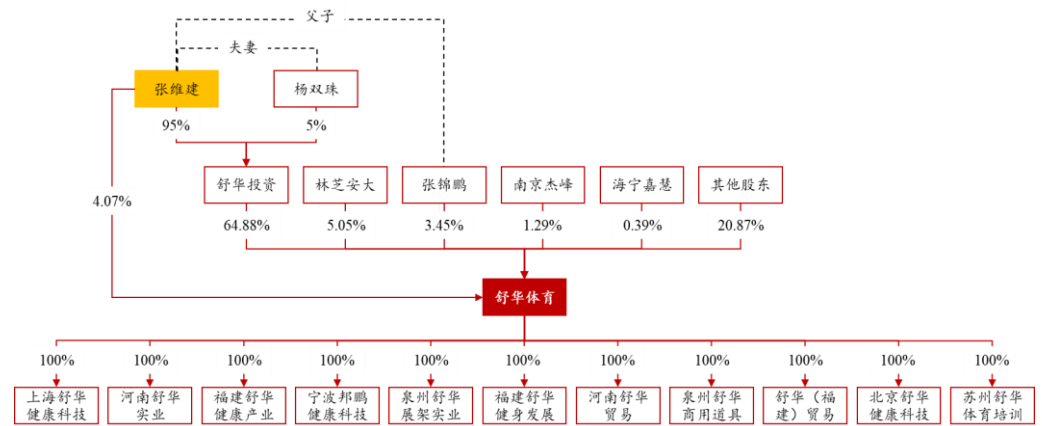 父子
夫妻
张维建
杨双珠
95%
5%
舒华投资
林芝安大
张锦鹏
南京杰峰
海宁嘉慧
其他股东
4.07%
64.88%
5.05%
3.45%
1.29%
0.39%
20.87%
舒华体育
100%
100%
100%
100%
100%
100%
100%
100%
100%
100%
100%
上海舒华
健康科技
河南舒华
实业
福建舒华
健康产业
宁波邦鹏
健康科技
泉州舒华
展架实业
福建舒华
健身发展
河南舒华
贸易
泉州舒华
商用道具
舒华（福
建）贸易
北京舒华
健康科技
苏州舒华
体育培训